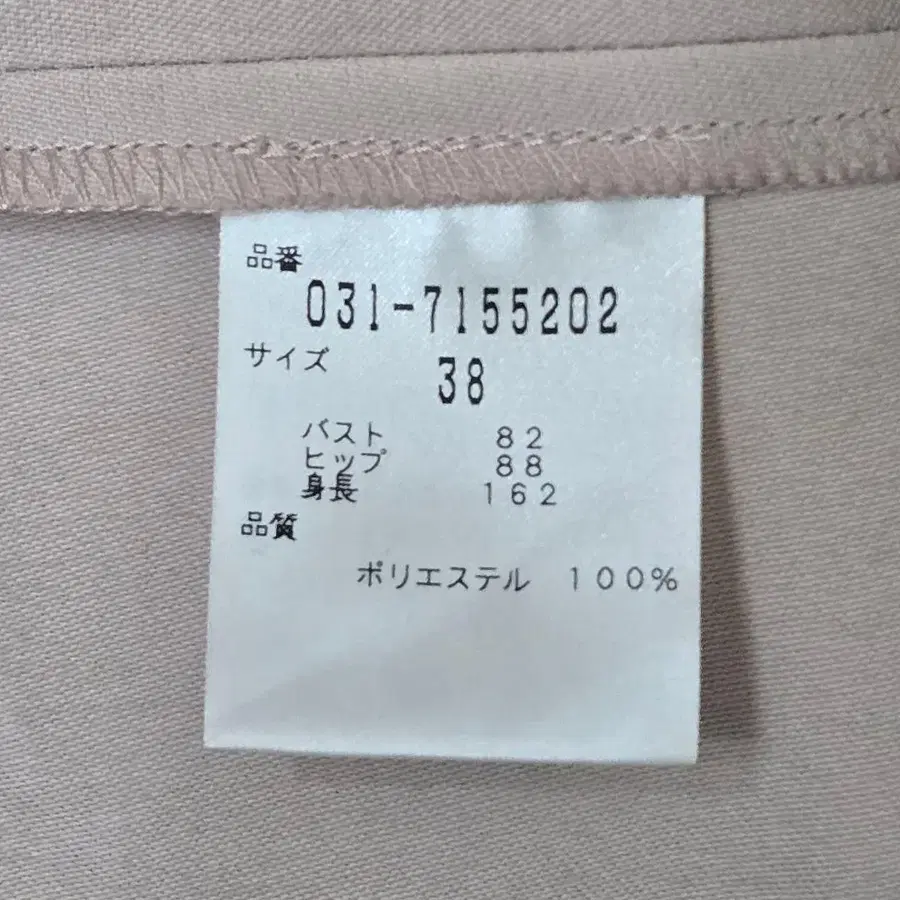 品番
031-7155202
サイズ
38
バスト 82
ヒップ 88
身長 162
品質
ポリエステル 100%